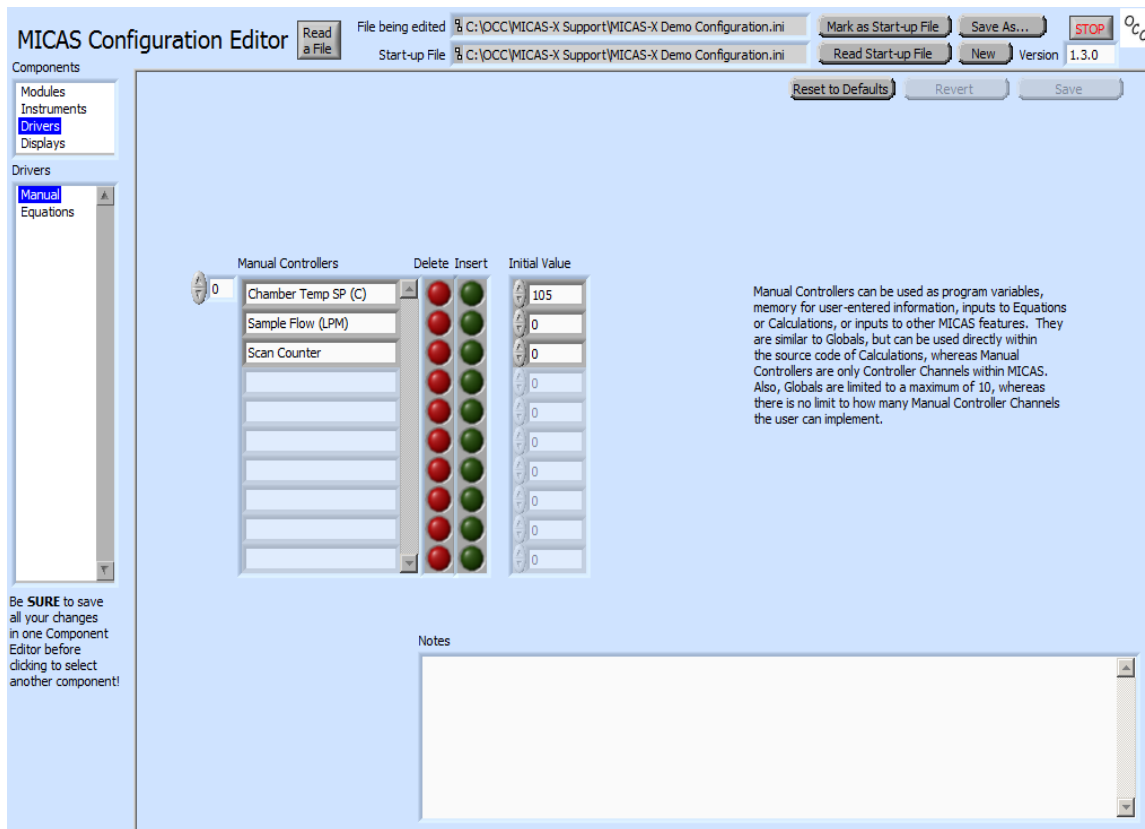 MICAS Configuration Editor
Read
a File
File being edited C:\OCC\MICAS-X Support\MICAS-X Demo Configuration.ini
Mark as Start-up File
Save As...
STOP
Start-up File C:\OCC\MICAS-X Support\MICAS-X Demo Configuration.ini
Read Start-up File
New
Version 1.3.0
Components
Modules
Instruments
Drivers
Displays
Reset to Defaults
Revert
Save
Drivers
Manual
Equations
Manual Controllers Delete Insert Initial Value
0 Chamber Temp SP (C) 105
Sample Flow (LPM) 0
Scan Counter 0
0
0
0
0
0
0
0
Manual Controllers can be used as program variables,
memory for user-entered information, inputs to Equations
or Calculations, or inputs to other MICAS features. They
are similar to Globals, but can be used directly within
the source code of Calculations, whereas Manual
Controllers are only Controller Channels within MICAS.
Also, Globals are limited to a maximum of 10, whereas
there is no limit to how many Manual Controller Channels
the user can implement.
Be SURE to save
all your changes
in one Component
Editor before
clicking to select
another component!
Notes